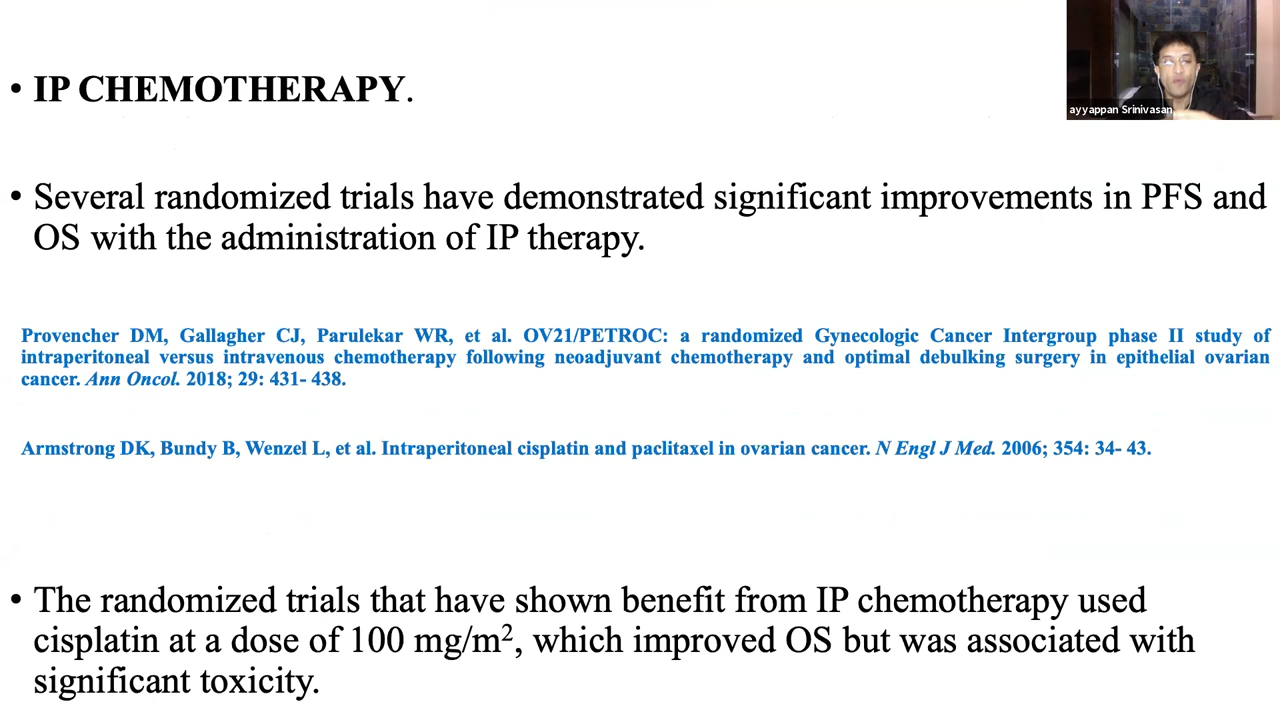 • IP CHEMOTHERAPY.
ayyappan Srinivasan
• Several randomized trials have demonstrated significant improvements in PFS and
OS with the administration of IP therapy.
Provencher DM, Gallagher CJ, Parulekar WR, et al. OV21/PETROC: a randomized Gynecologic Cancer Intergroup phase II study of
intraperitoneal versus intravenous chemotherapy following neoadjuvant chemotherapy and optimal debulking surgery in epithelial ovarian
cancer. Ann Oncol. 2018; 29: 431- 438.
Armstrong DK, Bundy B, Wenzel L, et al. Intraperitoneal cisplatin and paclitaxel in ovarian cancer. N Engl J Med. 2006; 354: 34- 43.
• The randomized trials that have shown benefit from IP chemotherapy used
cisplatin at a dose of 100 mg/m², which improved OS but was associated with
significant toxicity.